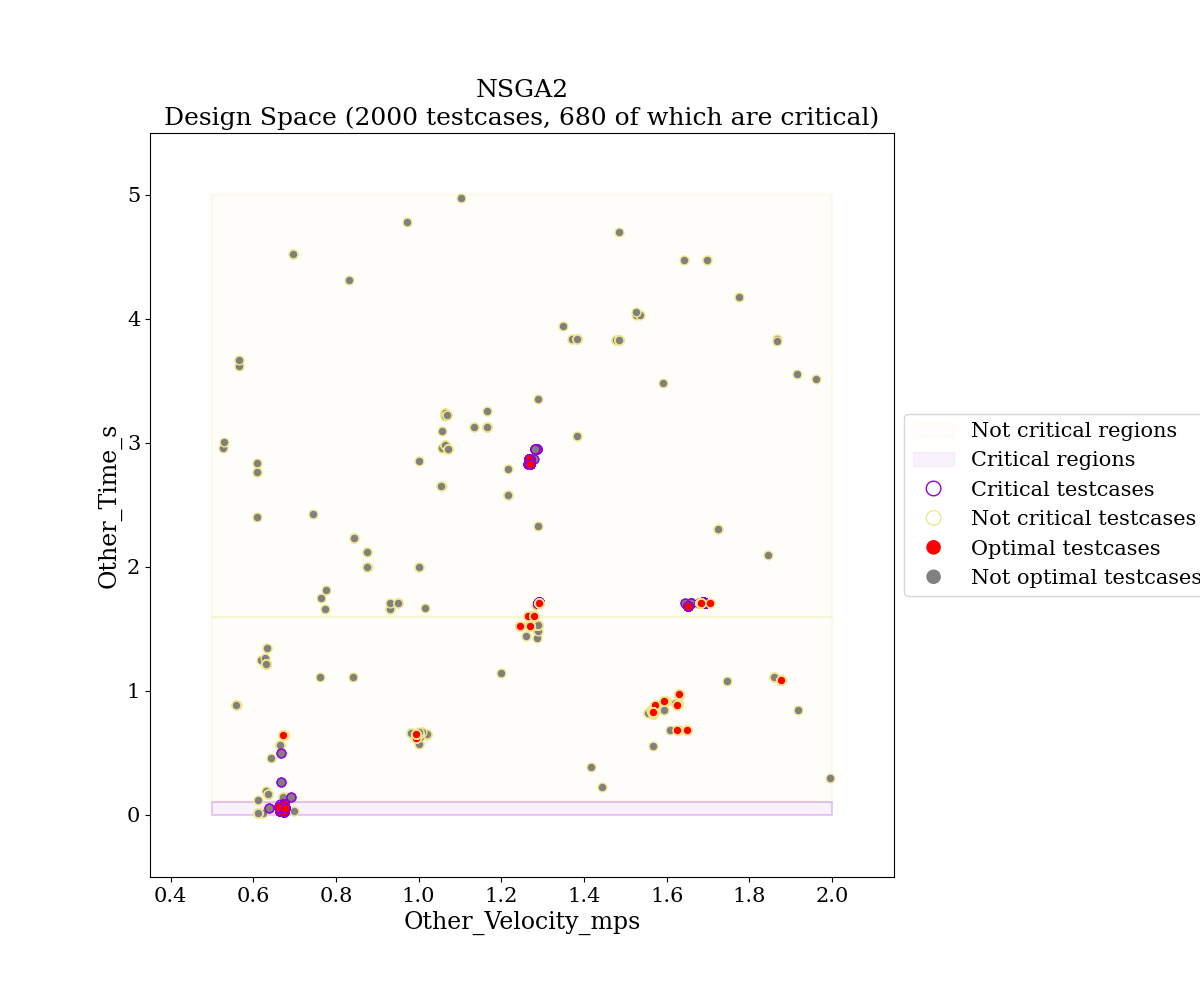 NSGA2
Design Space (2000 testcases, 680 of which are critical)
Other_Time_s
5
4
3
2
1
0
0.4 0.6 0.8 1.0 1.2 1.4 1.6 1.8 2.0
Other_Velocity_mps
Not critical regions
Critical regions
Critical testcases
Not critical testcases
Optimal testcases
Not optimal testcases